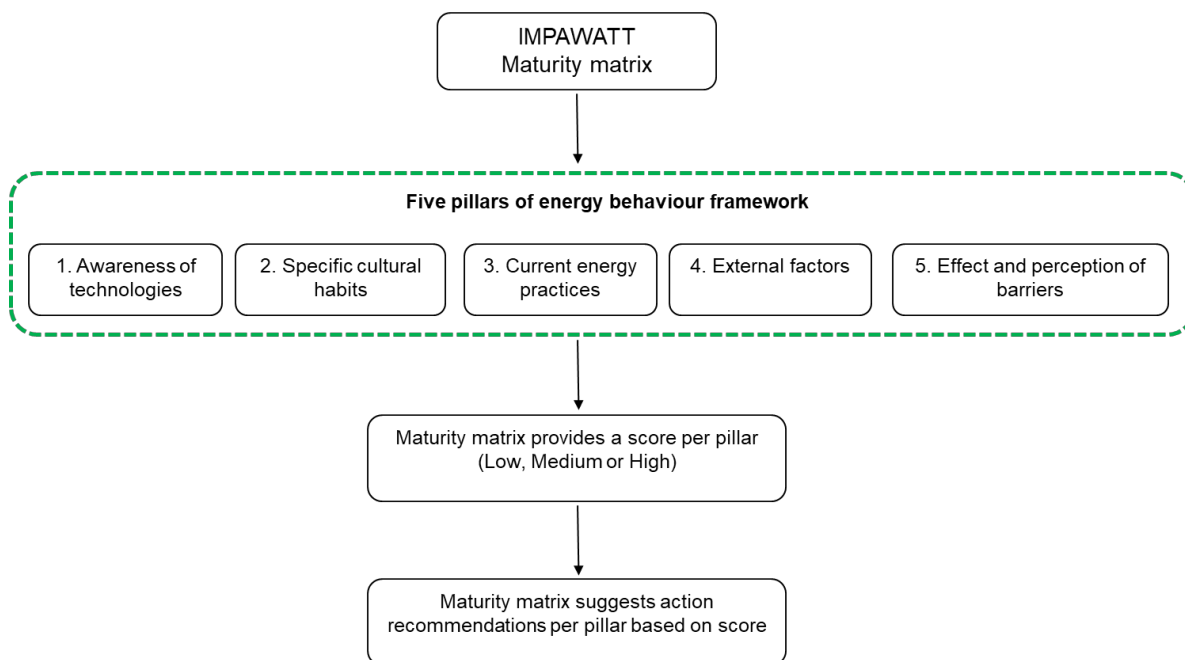 IMPAWATT
Maturity matrix
Five pillars of energy behaviour framework
1. Awareness of
technologies
2. Specific cultural
habits
3. Current energy
practices
4. External factors
5. Effect and perception of
barriers
Maturity matrix provides a score per pillar
(Low, Medium or High)
Maturity matrix suggests action
recommendations per pillar based on score